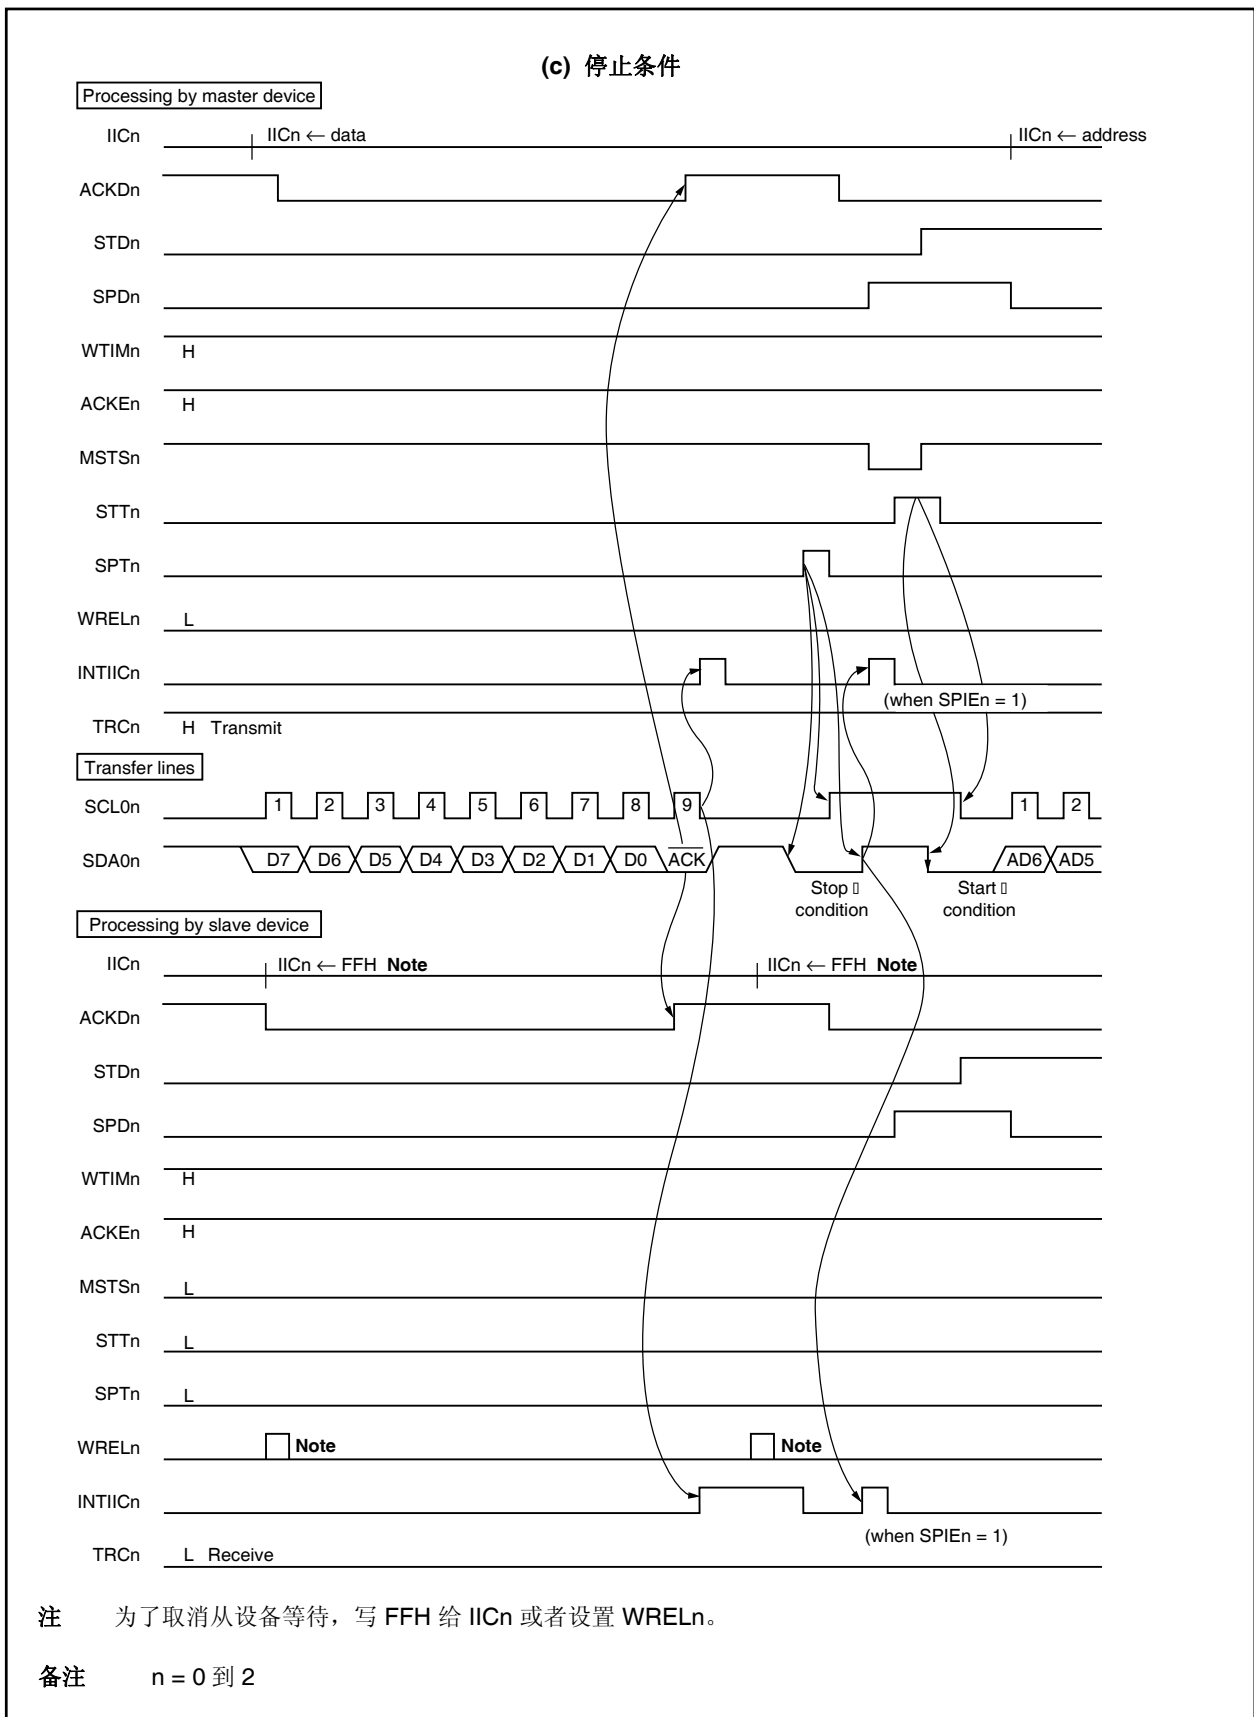 (c) 停止条件
Processing by master device
IICn IICn ← data IICn ← address
ACKDn
STDn
SPDn
WTIMn H
ACKEn H
MSTSn
STTn
SPTn
WRELn L
INTIICn
(when SPIEn = 1)
TRCn H Transmit
Transfer lines
SCL0n 1 2 3 4 5 6 7 8 9 1 2
SDA0n D7 D6 D5 D4 D3 D2 D1 D0 ACK AD6 AD5
Stop ▯ Start ▯
condition condition
Processing by slave device
IICn IICn ← FFH Note IICn ← FFH Note
ACKDn
STDn
SPDn
WTIMn H
ACKEn H
MSTSn L
STTn L
SPTn L
WRELn Note Note
INTIICn
(when SPIEn = 1)
TRCn L Receive
注 为了取消从设备等待，写 FFH 给 IICn 或者设置 WRELn。
备注 n = 0 到 2